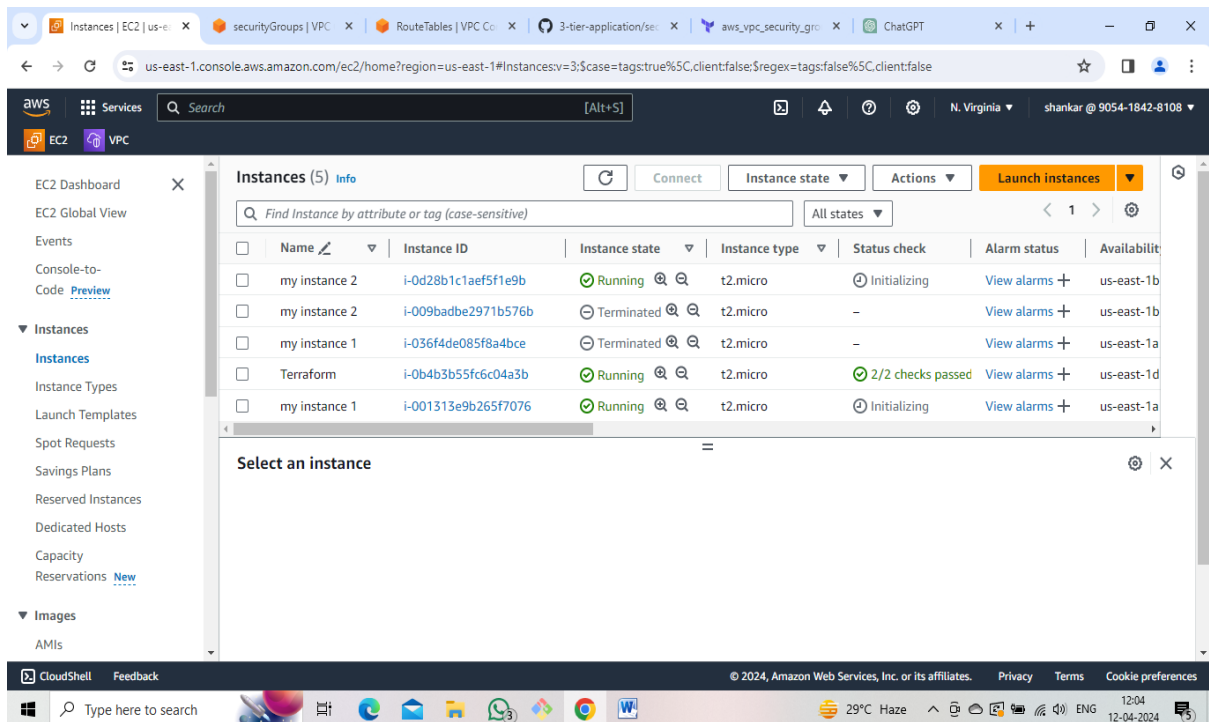 Instances | EC2 | us-e
securityGroups | VPC
RouteTables | VPC Co
3-tier-application/sec
aws_vpc_security_gro
ChatGPT
us-east-1.console.aws.amazon.com/ec2/home?region=us-east-1#Instances:v=3;$case=tags:true%5C,client:false;$regex=tags:false%5C,client:false
aws Services Search [Alt+S] N. Virginia shankar @ 9054-1842-8108
EC2 VPC
EC2 Dashboard
EC2 Global View
Events
Console-to-
Code Preview
Instances
Instances
Instance Types
Launch Templates
Spot Requests
Savings Plans
Reserved Instances
Dedicated Hosts
Capacity
Reservations New
Images
AMIs
Instances (5) Info Connect Instance state Actions Launch instances
Find Instance by attribute or tag (case-sensitive) All states 1
Name Instance ID Instance state Instance type Status check Alarm status Availabilit
my instance 2 i-0d28b1c1aef5f1e9b Running t2.micro Initializing View alarms us-east-1b
my instance 2 i-009badbe2971b576b Terminated t2.micro – View alarms us-east-1b
my instance 1 i-036f4de085f8a4bce Terminated t2.micro – View alarms us-east-1a
Terraform i-0b4b3b55fc6c04a3b Running t2.micro 2/2 checks passed View alarms us-east-1d
my instance 1 i-001313e9b265f7076 Running t2.micro Initializing View alarms us-east-1a
Select an instance
CloudShell Feedback © 2024, Amazon Web Services, Inc. or its affiliates. Privacy Terms Cookie preferences
Type here to search 3 W 29°C Haze ENG 12:04 5
12-04-2024